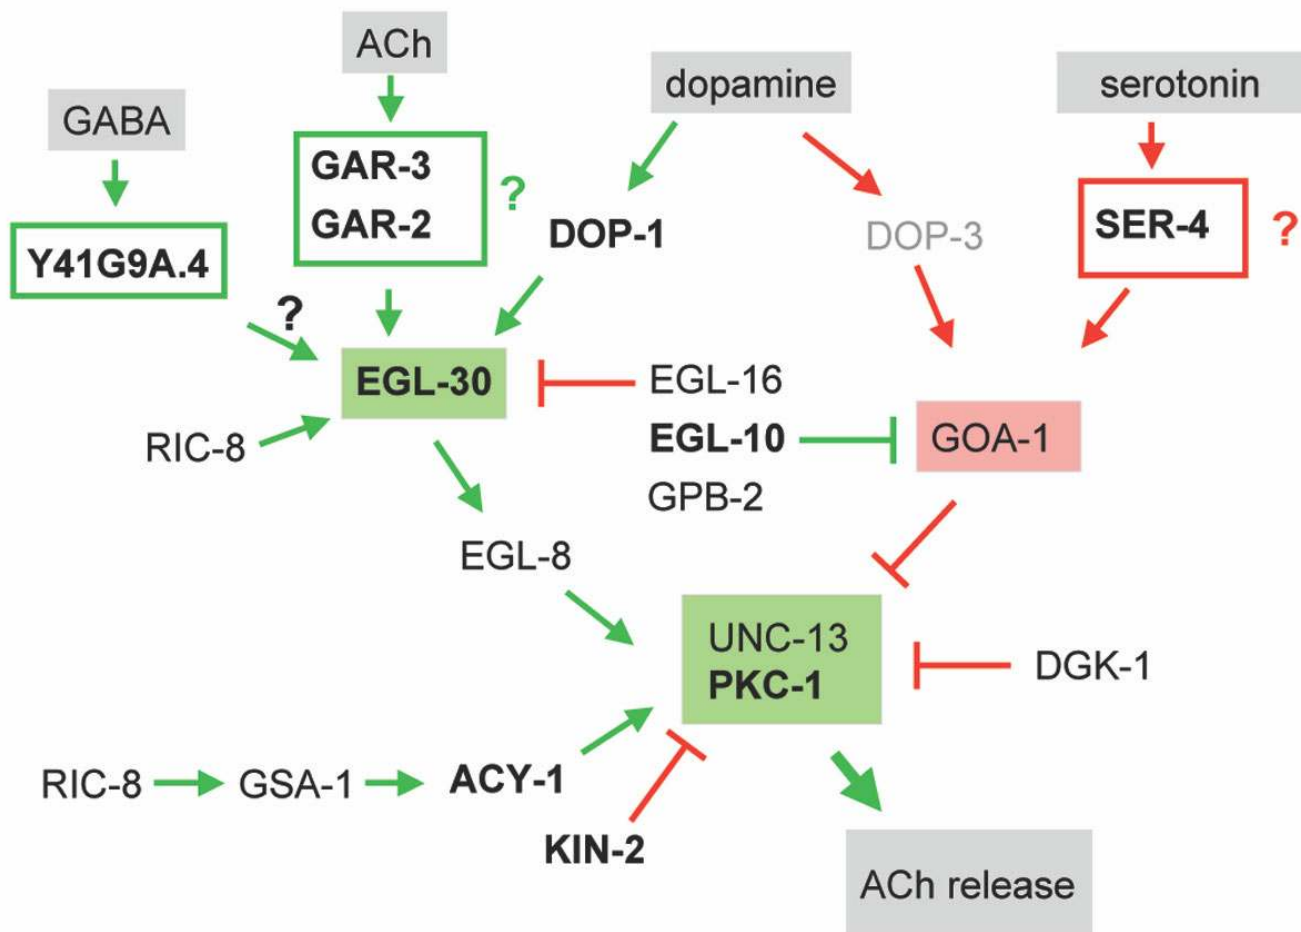 ACh
dopamine
serotonin
GABA
GAR-3
GAR-2
?
Y41G9A.4
DOP-1
DOP-3
SER-4
?
?
EGL-30
EGL-16
RIC-8
EGL-10
GOA-1
GPB-2
EGL-8
UNC-13
PKC-1
DGK-1
RIC-8
GSA-1
ACY-1
KIN-2
ACh release